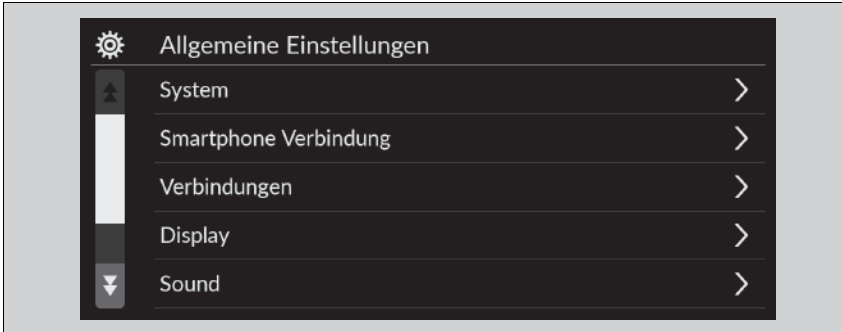 Allgemeine Einstellungen
System
Smartphone Verbindung
Verbindungen
Display
Sound